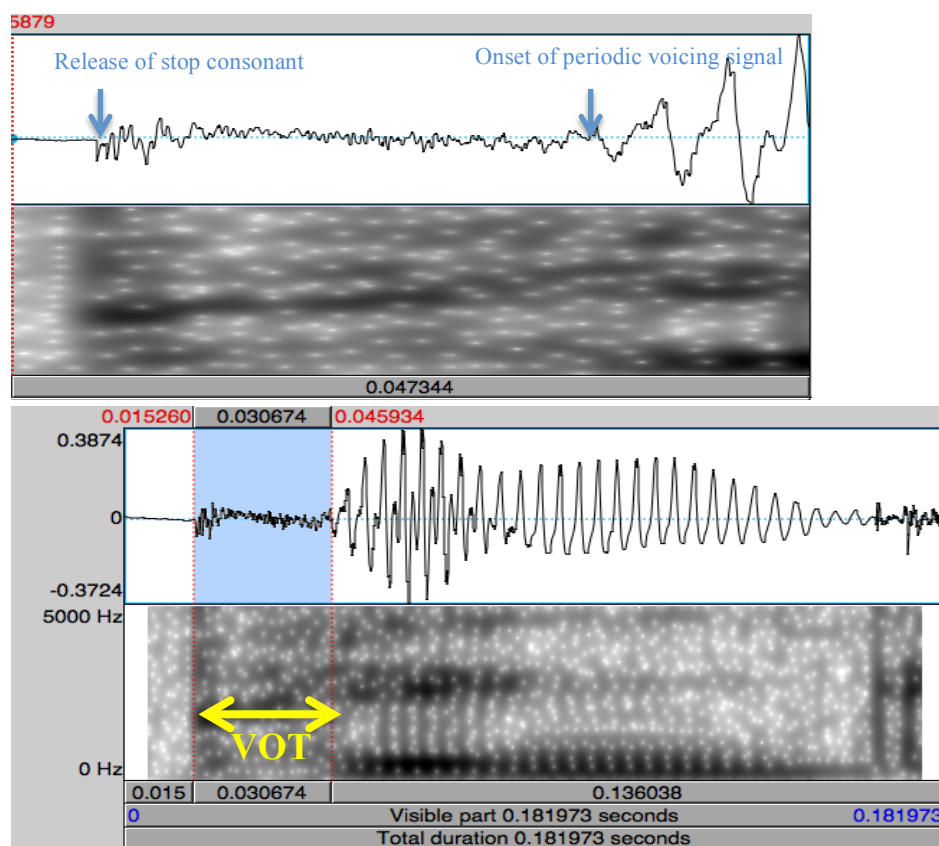 5879
Release of stop consonant
Onset of periodic voicing signal
0.047344
0.015260 0.030674 0.045934
0.3874
0
-0.3724
5000 Hz
VOT
0 Hz
0.015 0.030674 0.136038
0 Visible part 0.181973 seconds 0.181973
Total duration 0.181973 seconds